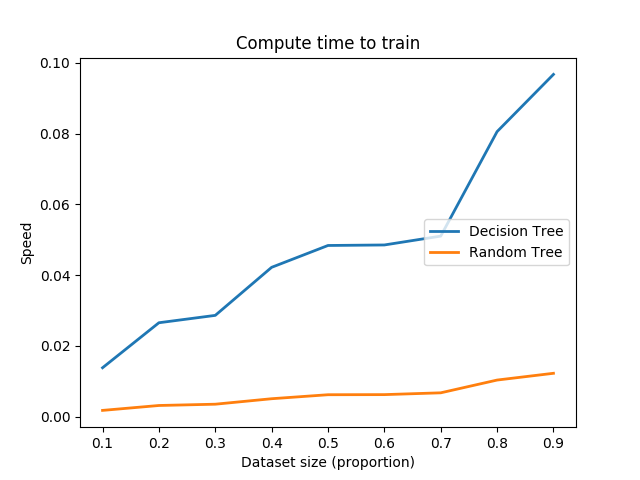 Compute time to train
Speed
0.10
0.08
0.06
0.04
0.02
0.00
Decision Tree
Random Tree
0.1 0.2 0.3 0.4 0.5 0.6 0.7 0.8 0.9
Dataset size (proportion)